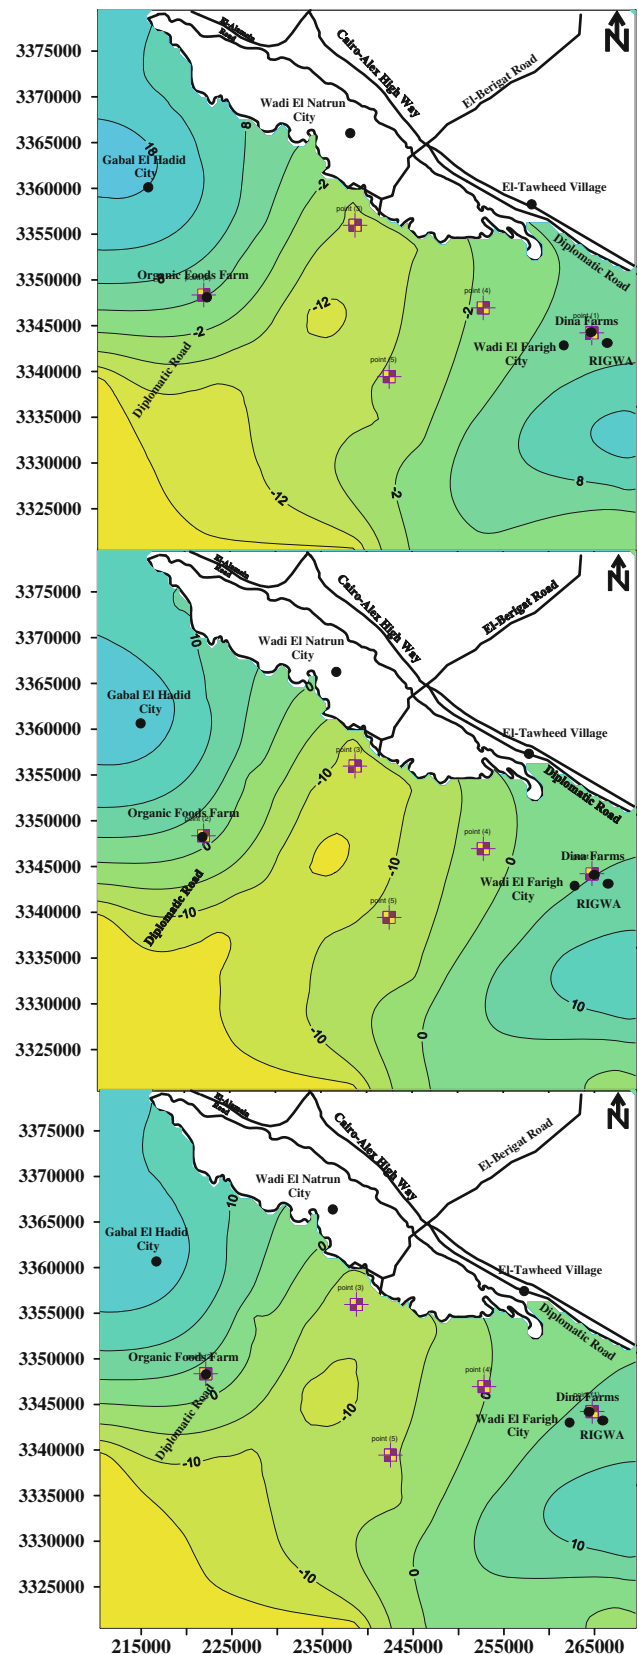 3375000
3370000
3365000
3360000
3355000
3350000
3345000
3340000
3335000
3330000
3325000
El-Alamein
Road
Cairo-Alex High Way
El-Berigat Road
N
Wadi El Natrun
City
18
8
Gabal El Hadid
City
-2
El-Tawheed Village
point (3)
Diplomatic Road
Organic Foods Farm
8
-12
point (4)
-2
point (1)
Dina Farms
-2
Wadi El Farigh
City
RIGWA
Diplomatic Road
point (5)
8
-12
-2
3375000
3370000
3365000
3360000
3355000
3350000
3345000
3340000
3335000
3330000
3325000
El-Alamein
Road
Cairo-Alex High Way
El-Berigat Road
N
10
Wadi El Natrun
City
0
Gabal El Hadid
City
El-Tawheed Village
point (3)
-10
Diplomatic Road
Organic Foods Farm
point (2)
0
point (4)
-10
0
Dina Farms
Wadi El Farigh
City
RIGWA
Diplomatic Road
-10
point (5)
10
-10
0
3375000
3370000
3365000
3360000
3355000
3350000
3345000
3340000
3335000
3330000
3325000
El-Alamein
Road
Cairo-Alex High Way
El-Berigat Road
N
Wadi El Natrun
City
10
Gabal El Hadid
City
0
El-Tawheed Village
point (3)
Diplomatic Road
Organic Foods Farm
0
point (4)
0
-10
Dina Farms
Wadi El Farigh
City
RIGWA
Diplomatic Road
point (5)
-10
10
-10
0
215000
225000
235000
245000
255000
265000